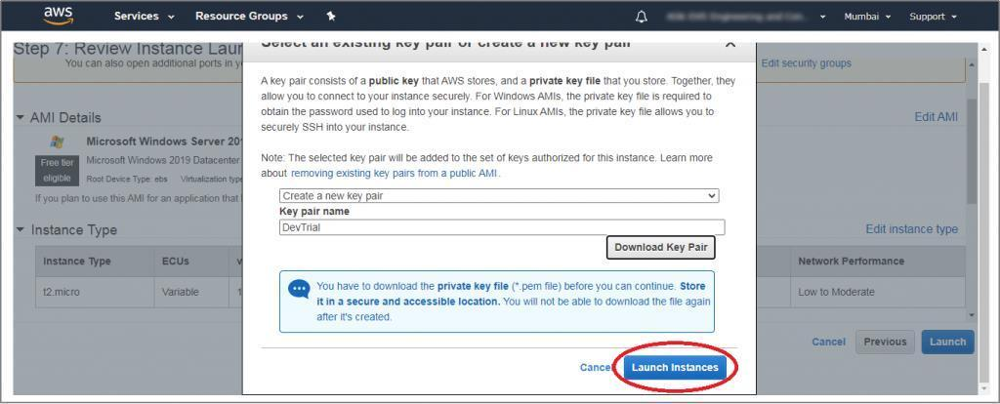 aws
Services
Resource Groups
Mumbai
Support
Step 7: Review Instance Laun
You can also open additional ports in yo
Edit security groups
AMI Details
Edit AMI
Microsoft Windows Server 201
Free tier
eligible
Microsoft Windows 2019 Datacenter
Root Device Type: ebs Virtualization type
If you plan to use this AMI for an application that
Instance Type
Edit instance type
Instance Type
ECUs
v
Network Performance
t2.micro
Variable
1
Low to Moderate
Cancel
Previous
Launch
Select an existing key pair or create a new key pair
A key pair consists of a public key that AWS stores, and a private key file that you store. Together, they
allow you to connect to your instance securely. For Windows AMIs, the private key file is required to
obtain the password used to log into your instance. For Linux AMIs, the private key file allows you to
securely SSH into your instance.
Note: The selected key pair will be added to the set of keys authorized for this instance. Learn more
about removing existing key pairs from a public AMI.
Create a new key pair
Key pair name
DevTrial
Download Key Pair
You have to download the private key file (*.pem file) before you can continue. Store
it in a secure and accessible location. You will not be able to download the file again
after it's created.
Cancel
Launch Instances